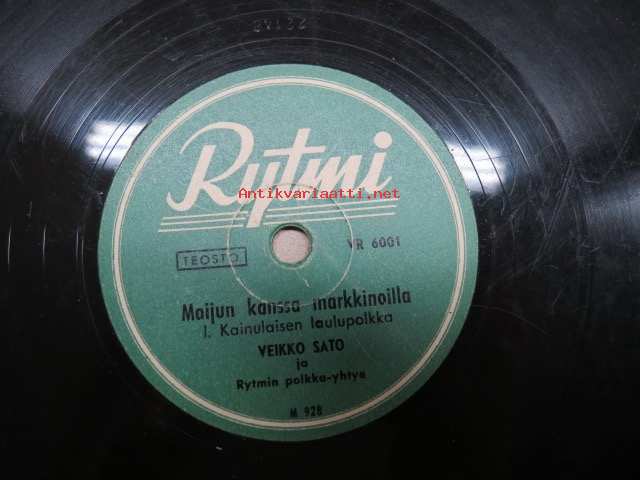 Rytmi
Antikvariaatti.net
TEOSTO
VR 6001
Maijun kanssa markkinoilla
I. Kainulaisen laulupolkka
VEIKKO SATO
ja
Rytmin polkka-yhtye
M 928